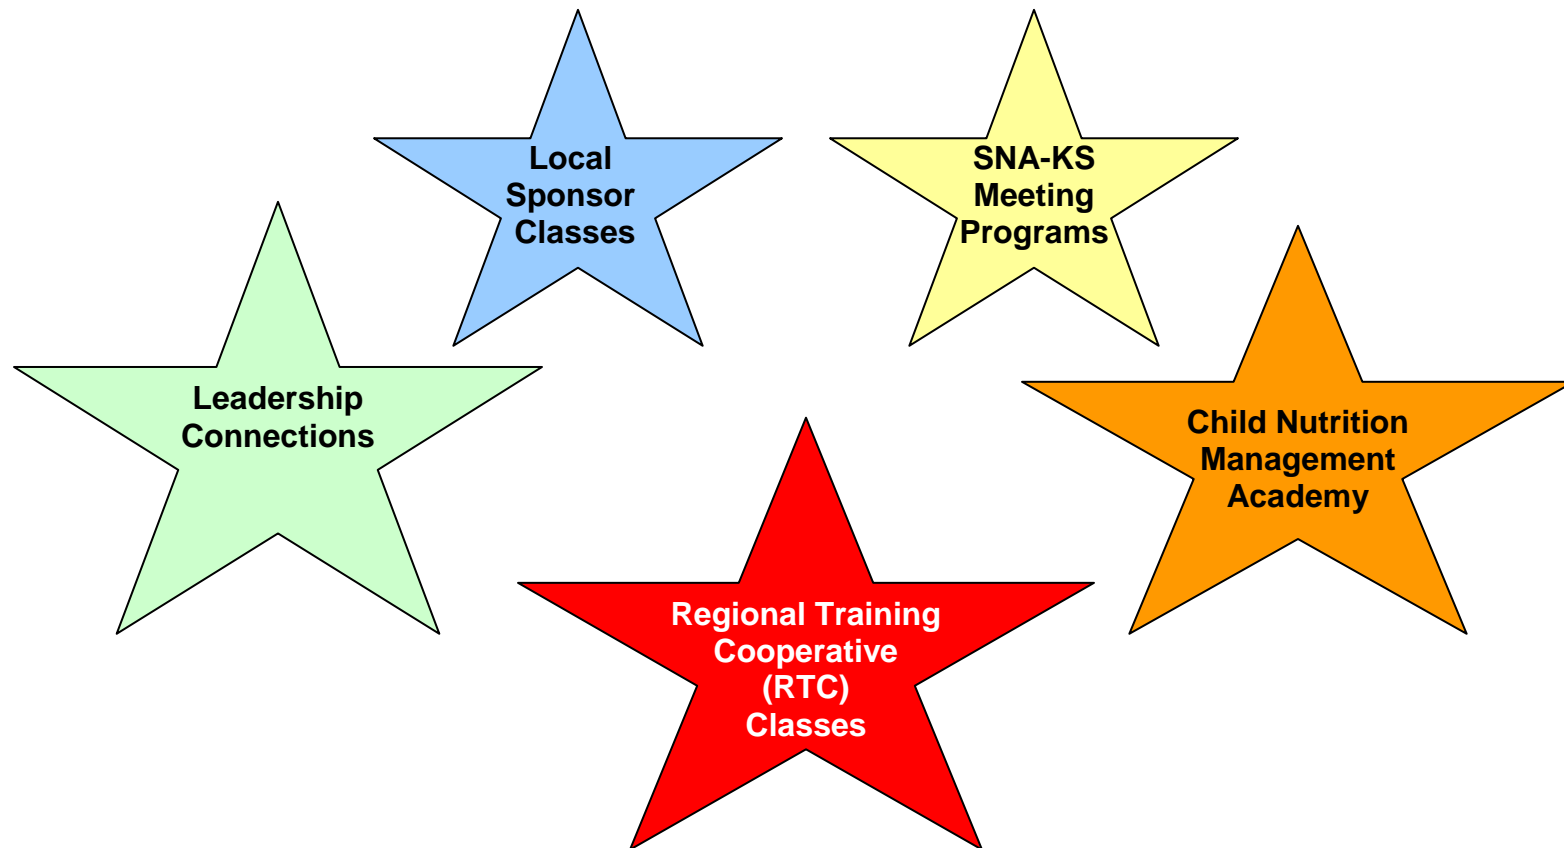 Local
Sponsor
Classes
SNA-KS
Meeting
Programs
Leadership
Connections
Child Nutrition
Management
Academy
Regional Training
Cooperative
(RTC)
Classes